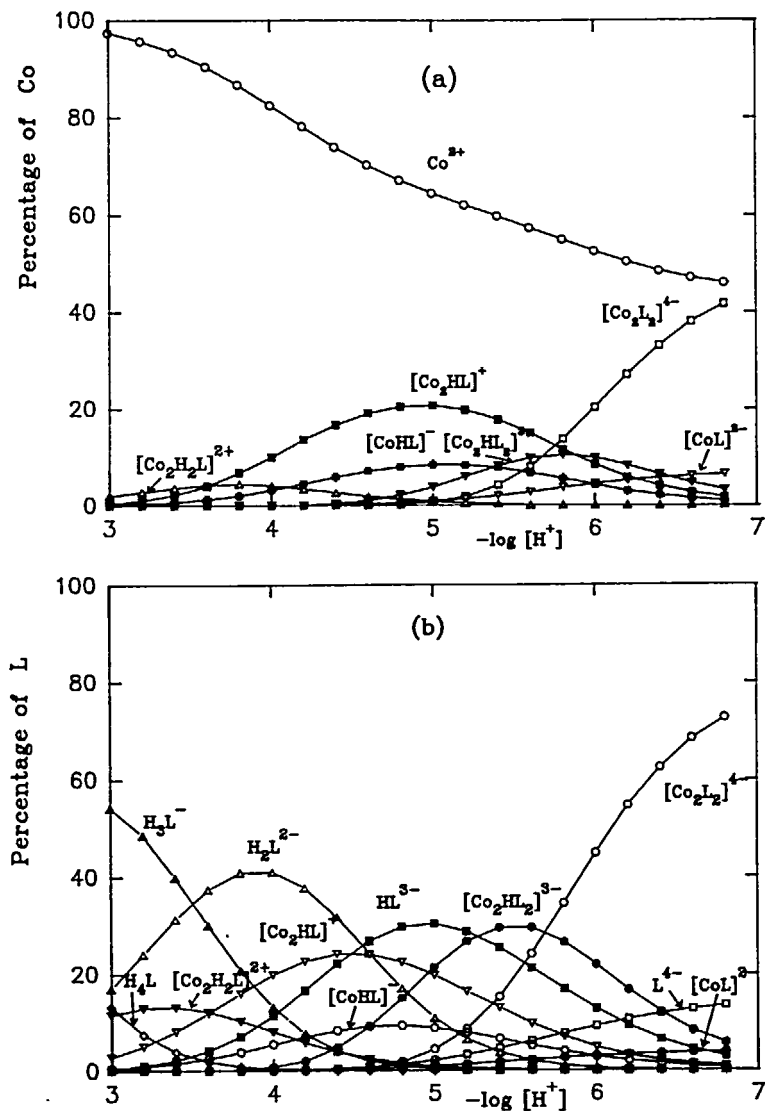 100
80
60
40
20
0
Percentage of Co
(a)
Co²⁺
[Co₂L₂]⁴⁻
[Co₂HL]⁺
[CoHL]⁻
[Co₂HL₂]³⁻
[CoL]²⁻
[Co₂H₂L]²⁺
3 4 5 6 7
-log [H⁺]
100
80
60
40
20
0
Percentage of L
(b)
H₃L⁻
H₂L²⁻
[Co₂L₂]⁴⁻
HL³⁻
[Co₂HL₂]³⁻
[Co₂HL]⁺
[Co₂H₂L]²⁺
H₄L
[CoHL]⁻
L⁴⁻
[CoL]²⁻
3 4 5 6 7
-log [H⁺]